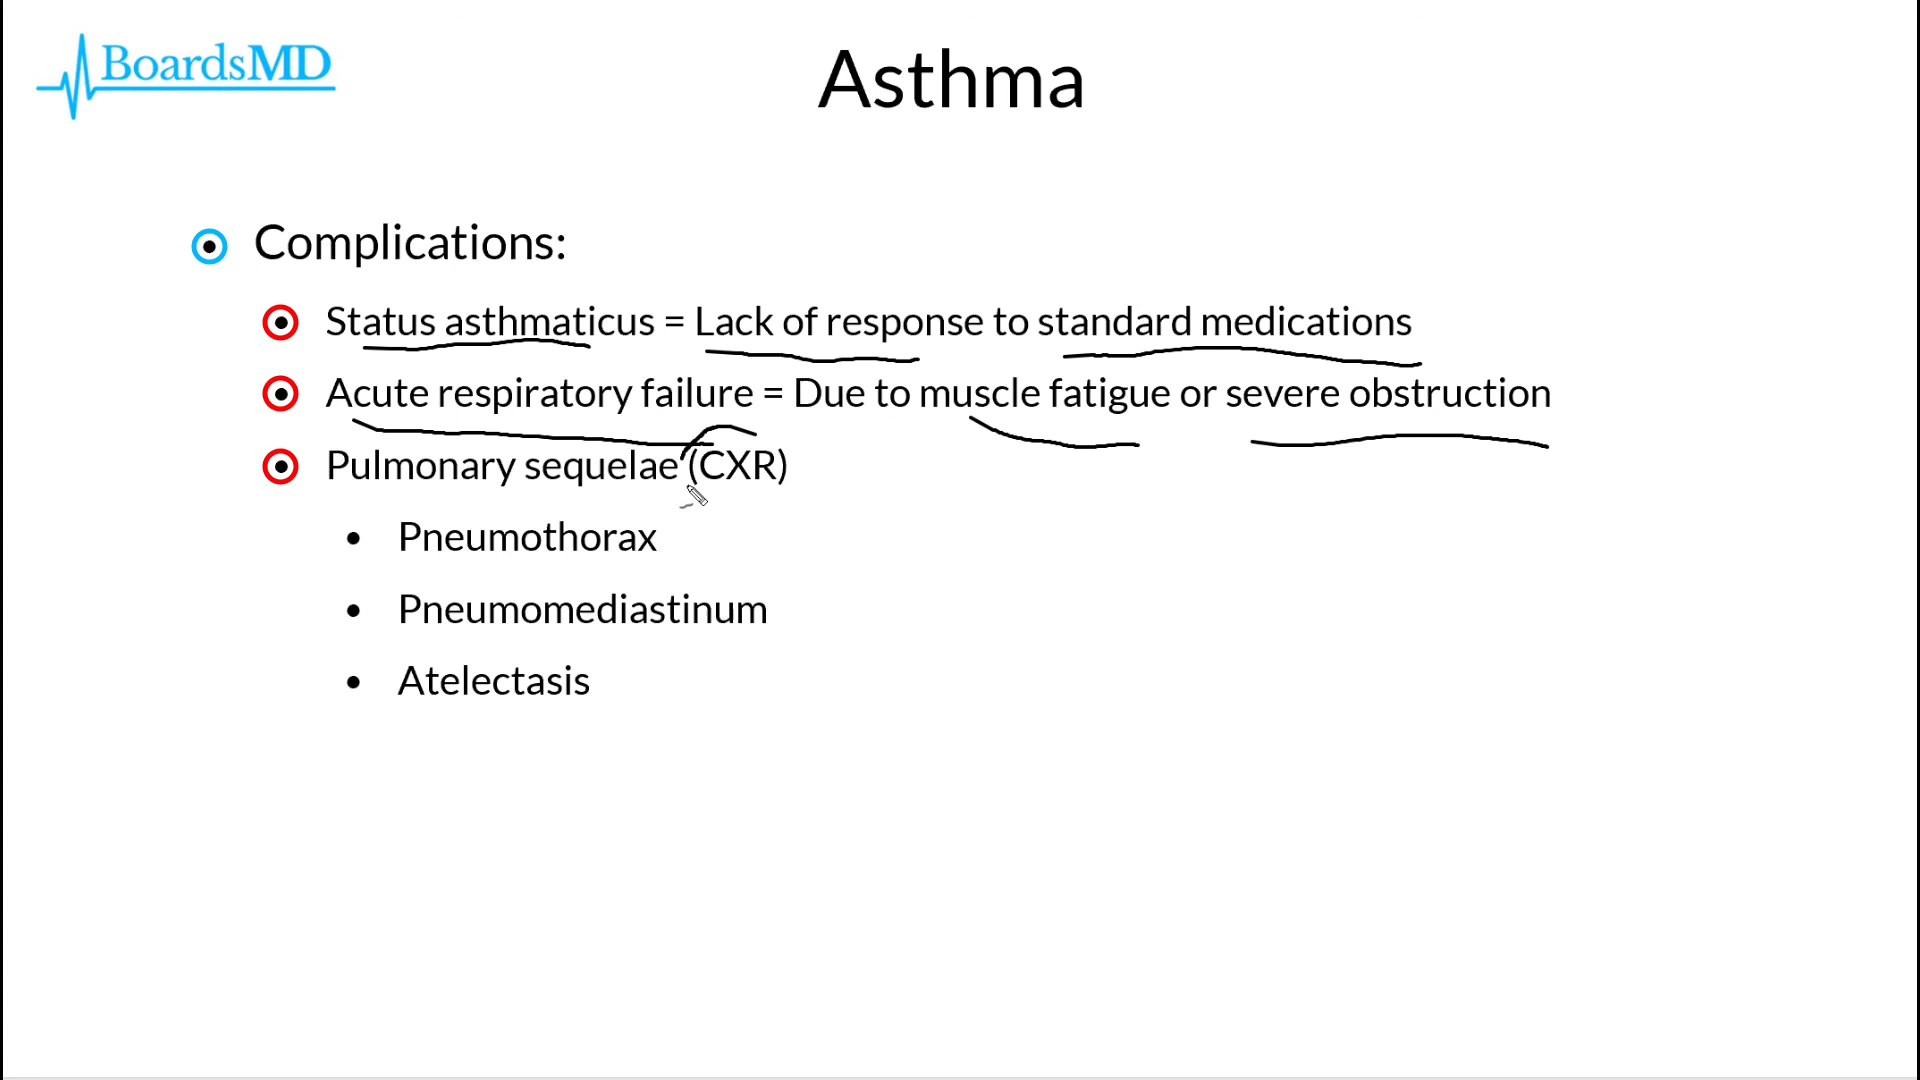 BoardsMD
Asthma
Complications:
Status asthmaticus = Lack of response to standard medications
Acute respiratory failure = Due to muscle fatigue or severe obstruction
Pulmonary sequelae (CXR)
• Pneumothorax
• Pneumomediastinum
• Atelectasis